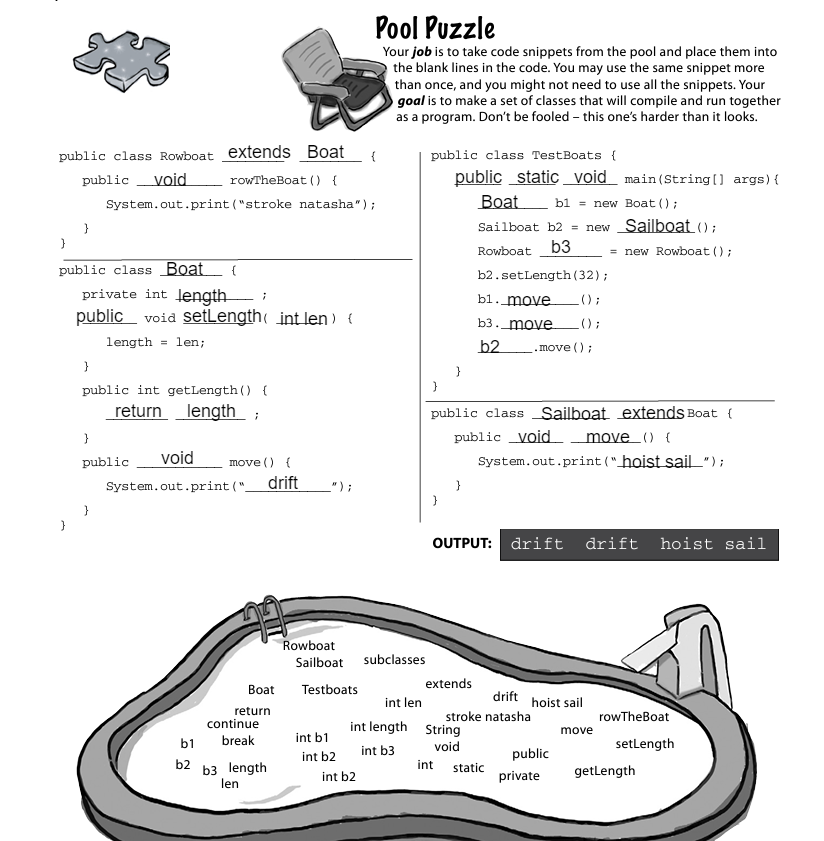 Pool Puzzle
Your job is to take code snippets from the pool and place them into
the blank lines in the code. You may use the same snippet more
than once, and you might not need to use all the snippets. Your
goal is to make a set of classes that will compile and run together
as a program. Don't be fooled – this one's harder than it looks.
public class Rowboat extends Boat {
public void rowTheBoat() {
System.out.print("stroke natasha");
}
}
public class Boat {
private int length ;
public void setLength( int len ) {
length = len;
}
public int getLength() {
return length ;
}
public void move() {
System.out.print("drift");
}
}
public class TestBoats {
public static void main(String[] args){
Boat b1 = new Boat();
Sailboat b2 = new Sailboat();
Rowboat b3 = new Rowboat();
b2.setLength(32);
b1.move();
b3.move();
b2.move();
}
}
public class Sailboat extends Boat {
public void move() {
System.out.print("hoist sail");
}
}
OUTPUT: drift drift hoist sail
Rowboat
Sailboat subclasses
Boat Testboats extends
int len drift hoist sail
return stroke natasha rowTheBoat
continue int length String move
b1 break int b1 void setLength
int b2 int b3 public
b2 b3 length int static private getLength
len int b2